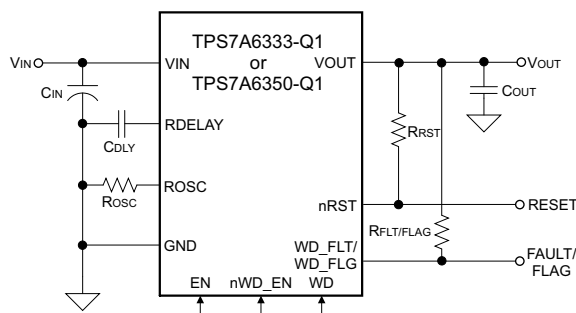 TPS7A6333-Q1
or
TPS7A6350-Q1
VIN
VIN
VOUT
VOUT
CIN
COUT
RDELAY
CDLY
RRST
ROSC
ROSC
nRST
RESET
GND
WD_FLT/
WD_FLG
RFLT/FLAG
FAULT/
FLAG
EN
nWD_EN
WD